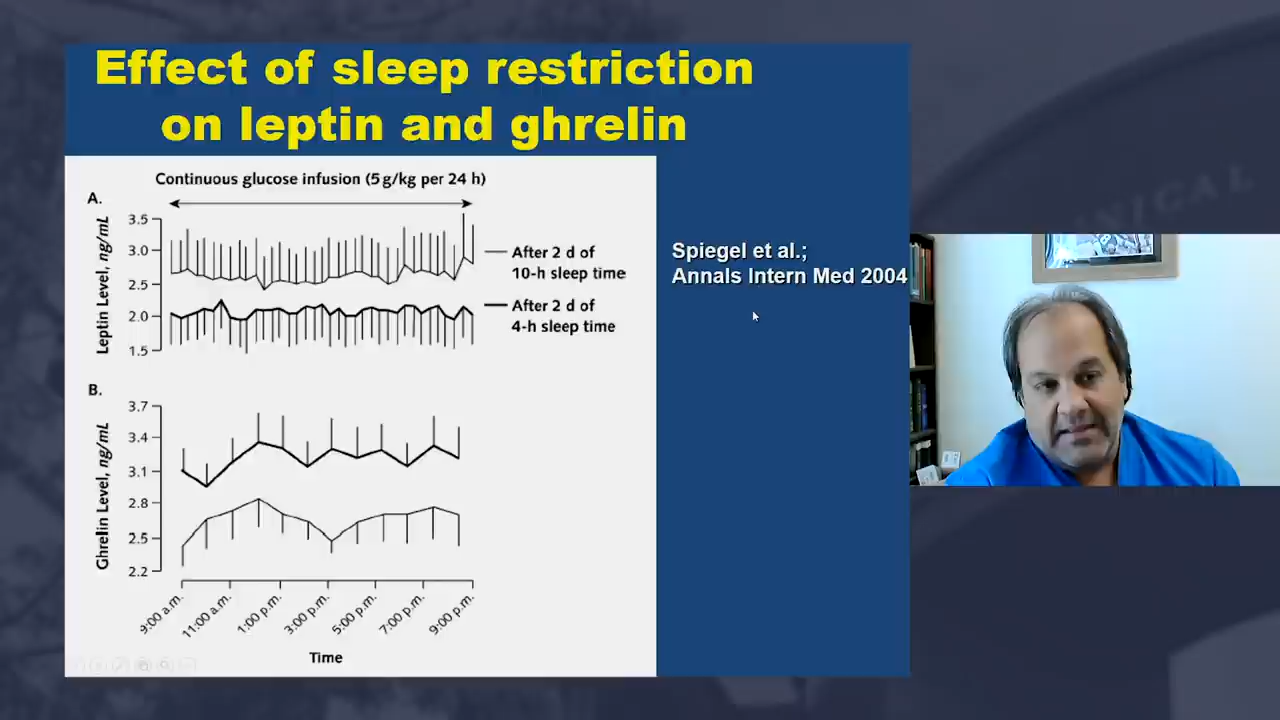 Effect of sleep restriction
on leptin and ghrelin
Continuous glucose infusion (5 g/kg per 24 h)
A.
Leptin Level, ng/mL
3.5
3.0
2.5
2.0
1.5
After 2 d of
10-h sleep time
After 2 d of
4-h sleep time
Spiegel et al.;
Annals Intern Med 2004
B.
Ghrelin Level, ng/mL
3.7
3.4
3.1
2.8
2.5
2.2
9:00 a.m.
11:00 a.m.
1:00 p.m.
3:00 p.m.
5:00 p.m.
7:00 p.m.
9:00 p.m.
Time